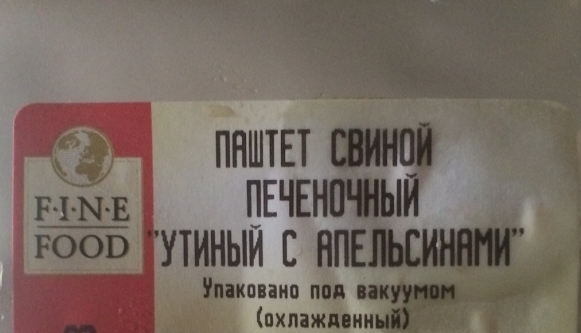 ПАШТЕТ СВИНОЙ
ПЕЧЕНОЧНЫЙ
"УТИНЫЙ С АПЕЛЬСИНАМИ"
Упаковано под вакуумом
(охлажденный)
F·I·N·E
FOOD